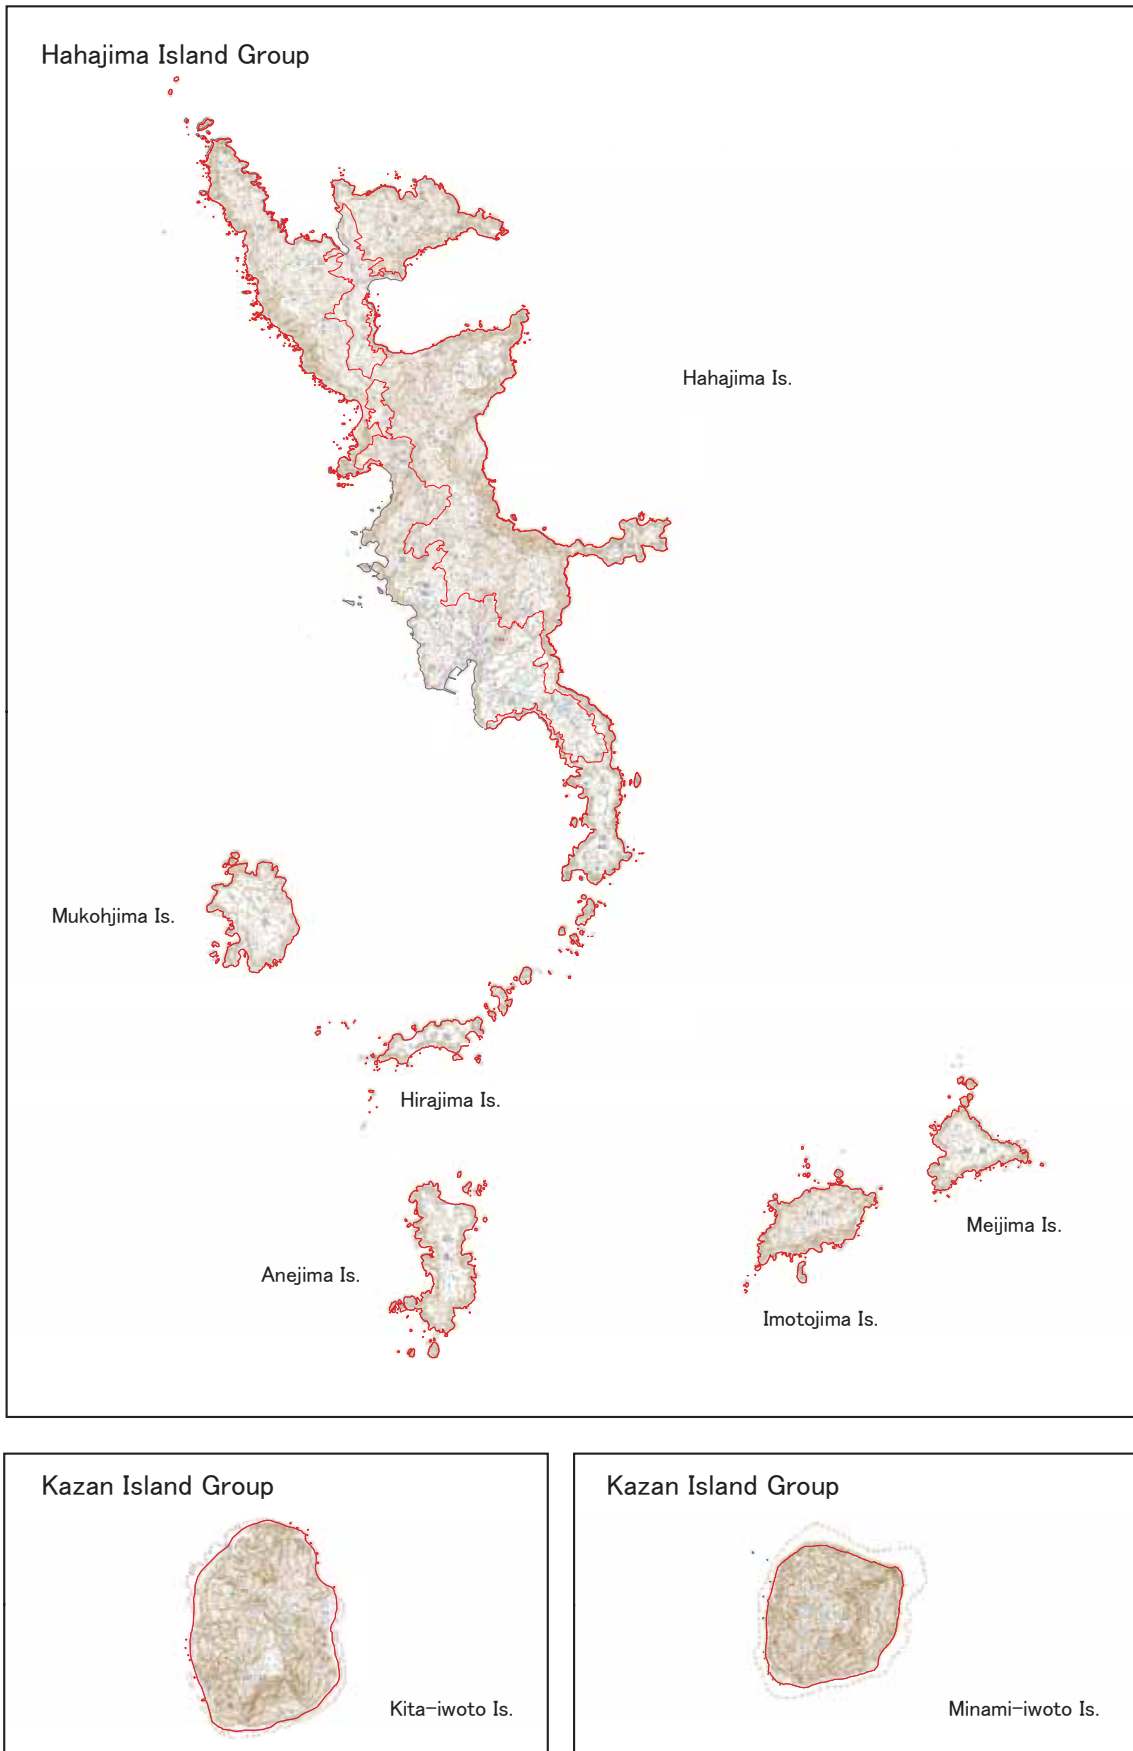 Hahajima Island Group
Hahajima Is.
Mukohjima Is.
Hirajima Is.
Meijima Is.
Anejima Is.
Imotojima Is.
Kazan Island Group
Kita-iwoto Is.
Kazan Island Group
Minami-iwoto Is.